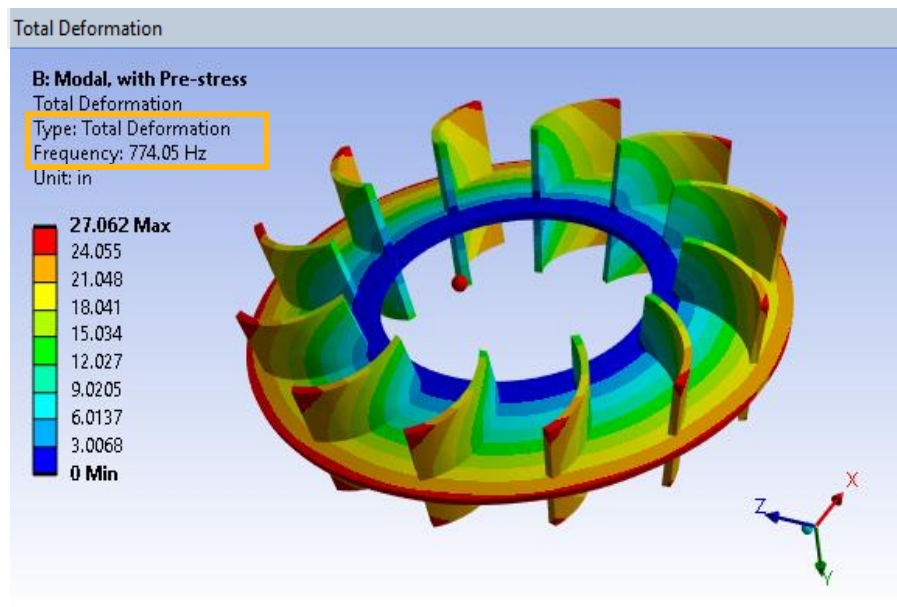 Total Deformation
B: Modal, with Pre-stress
Total Deformation
Type: Total Deformation
Frequency: 774.05 Hz
Unit: in
27.062 Max
24.055
21.048
18.041
15.034
12.027
9.0205
6.0137
3.0068
0 Min
X
Z
Y